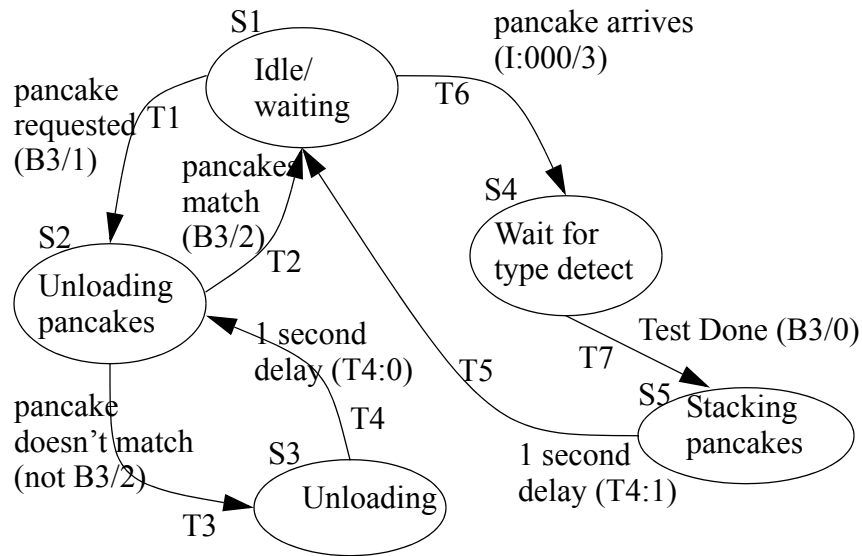 S1
Idle/
waiting
pancake arrives
(I:000/3)
T6
pancake
requested
(B3/1)
T1
pancakes
match
(B3/2)
T2
S4
Wait for
type detect
S2
Unloading
pancakes
1 second
delay (T4:0)
T5
Test Done (B3/0)
T7
S5
Stacking
pancakes
pancake
doesn't match
(not B3/2)
T4
S3
Unloading
1 second
delay (T4:1)
T3